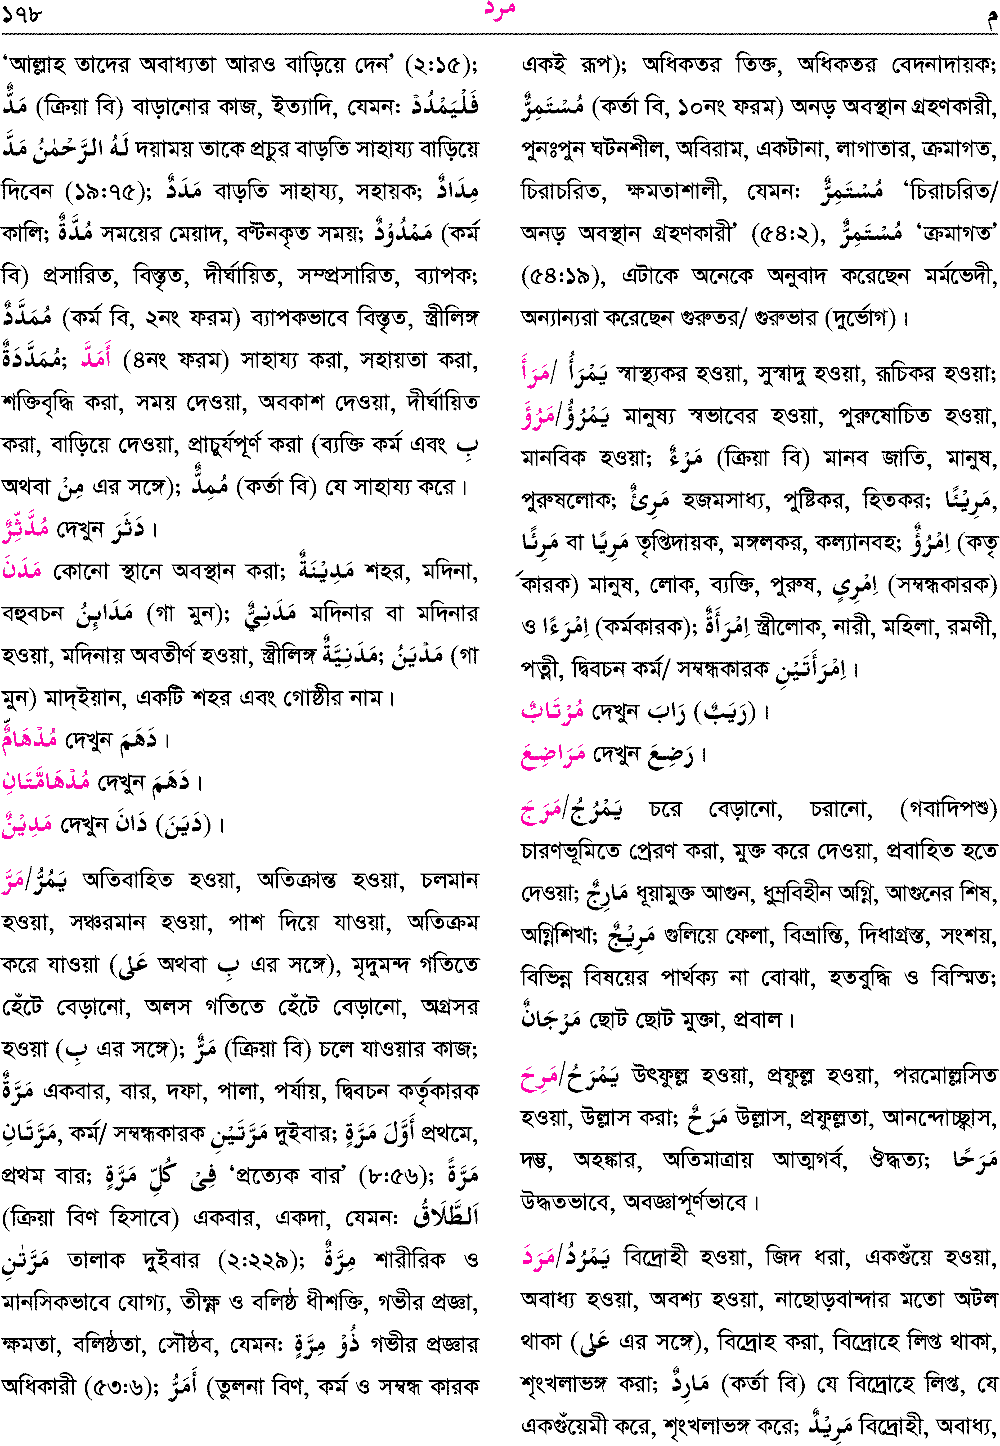 ১৭৮
مرد
م
‘আল্লাহ তাদের অবাধ্যতা আরও বাড়িয়ে দেন’ (২:১৫);
مَدٌّ (ক্রিয়া বি) বাড়ানোর কাজ, ইত্যাদি, যেমন: فَلْيَمْدُدْ
لَهُ الرَّحْمٰنُ مَدَّ দয়াময় তাকে প্রচুর বাড়তি সাহায্য বাড়িয়ে
দিবেন (১৯:৭৫); مَدَدٌ বাড়তি সাহায্য, সহায়ক; مِدَادٌ
কালি; مُدَّةٌ সময়ের মেয়াদ, বণ্টনকৃত সময়; مَمْدُوْدٌ (কর্ম
বি) প্রসারিত, বিস্তৃত, দীর্ঘায়িত, সম্প্রসারিত, ব্যাপক;
مُمَدَّدٌ (কর্ম বি, ২নং ফরম) ব্যাপকভাবে বিস্তৃত, স্ত্রীলিঙ্গ
مُمَدَّدَةٌ; أَمَدَّ (৪নং ফরম) সাহায্য করা, সহায়তা করা,
শক্তিবৃদ্ধি করা, সময় দেওয়া, অবকাশ দেওয়া, দীর্ঘায়িত
করা, বাড়িয়ে দেওয়া, প্রাচুর্যপূর্ণ করা (ব্যক্তি কর্ম এবং بِ
অথবা مِنْ এর সঙ্গে); مُمِدٌّ (কর্তা বি) যে সাহায্য করে।
مُدَّثِّرٌ দেখুন دَثَرَ ।
مَدَنَ কোনো স্থানে অবস্থান করা; مَدِيْنَةٌ শহর, মদিনা,
বহুবচন مَدَايِنُ (গা মুন); مَدَنِيٌّ মদিনার বা মদিনার
হওয়া, মদিনায় অবতীর্ণ হওয়া, স্ত্রীলিঙ্গ مَدَنِيَّةٌ; مَدْيَنُ (গা
মুন) মাদ্ইয়ান, একটি শহর এবং গোষ্ঠীর নাম।
مُدْهَامٌّ দেখুন دَهَمَ ।
مُدْهَامَّتَانِ দেখুন دَهَمَ ।
مَدِيْنٌ দেখুন دَانَ (دَيَنَ) ।
مَرَّ/ يَمُرُّ অতিবাহিত হওয়া, অতিক্রান্ত হওয়া, চলমান
হওয়া, সঞ্চরমান হওয়া, পাশ দিয়ে যাওয়া, অতিক্রম
করে যাওয়া (عَلٰى অথবা بِ এর সঙ্গে), মৃদুমন্দ গতিতে
হেঁটে বেড়ানো, অলস গতিতে হেঁটে বেড়ানো, অগ্রসর
হওয়া (بِ এর সঙ্গে); مَرٌّ (ক্রিয়া বি) চলে যাওয়ার কাজ;
مَرَّةٌ একবার, বার, দফা, পালা, পর্যায়, দ্বিবচন কর্তৃকারক
مَرَّتَانِ, কর্ম/ সম্বন্ধকারক مَرَّتَيْنِ দুইবার; أَوَّلَ مَرَّةٍ প্রথমে,
প্রথম বার; فِيْ كُلِّ مَرَّةٍ ‘প্রত্যেক বার’ (৮:৫৬); مَرَّةً
(ক্রিয়া বিণ হিসাবে) একবার, একদা, যেমন: اَلطَّلَاقُ
مَرَّتٰنِ তালাক দুইবার (২:২২৯); مِرَّةٌ শারীরিক ও
মানসিকভাবে যোগ্য, তীক্ষ্ণ ও বলিষ্ঠ ধীশক্তি, গভীর প্রজ্ঞা,
ক্ষমতা, বলিষ্ঠতা, সৌষ্ঠব, যেমন: ذُوْ مِرَّةٍ গভীর প্রজ্ঞার
অধিকারী (৫৩:৬); أَمَرُّ (তুলনা বিণ, কর্ম ও সম্বন্ধ কারক
একই রূপ); অধিকতর তিক্ত, অধিকতর বেদনাদায়ক;
مُسْتَمِرٌّ (কর্তা বি, ১০নং ফরম) অনড় অবস্থান গ্রহণকারী,
পুনঃপুন ঘটনশীল, অবিরাম, একটানা, লাগাতার, ক্রমাগত,
চিরাচরিত, ক্ষমতাশালী, যেমন: مُسْتَمِرٌّ ‘চিরাচরিত/
অনড় অবস্থান গ্রহণকারী’ (৫৪:২), مُسْتَمِرٌّ ‘ক্রমাগত’
(৫৪:১৯), এটাকে অনেকে অনুবাদ করেছেন মর্মভেদী,
অন্যান্যরা করেছেন গুরুতর/ গুরুভার (দুর্ভোগ)।
مَرَأَ/ يَمْرَأُ স্বাস্থ্যকর হওয়া, সুস্বাদু হওয়া, রূচিকর হওয়া;
مَرُؤَ/يَمْرُؤُ মানুষ্য স্বভাবের হওয়া, পুরুষোচিত হওয়া,
মানবিক হওয়া; مَرْءٌ (ক্রিয়া বি) মানব জাতি, মানুষ,
পুরুষলোক; مَرِئٌ হজমসাধ্য, পুষ্টিকর, হিতকর; مَرِيْئًا,
مَرِئًا বা مَرِيًا তৃপ্তিদায়ক, মঙ্গলকর, কল্যানবহ; اِمْرُؤٌ (কতৃ
র্কারক) মানুষ, লোক, ব্যক্তি, পুরুষ, اِمْرِيٍ (সম্বন্ধকারক)
ও اِمْرَءًا (কর্মকারক); اِمْرَأَةٌ স্ত্রীলোক, নারী, মহিলা, রমণী,
পত্নী, দ্বিবচন কর্ম/ সম্বন্ধকারক اِمْرَأَتَيْنِ ।
مُرْتَابٌ দেখুন رَابَ (رَيَبٌ) ।
مَرَاضِعَ দেখুন رَضِعَ ।
مَرَجَ/يَمْرُجُ চরে বেড়ানো, চরানো, (গবাদিপশু)
চারণভূমিতে প্রেরণ করা, মুক্ত করে দেওয়া, প্রবাহিত হতে
দেওয়া; مَارِجٌ ধূয়ামুক্ত আগুন, ধুম্রবিহীন অগ্নি, আগুনের শিষ,
অগ্নিশিখা; مَرِيْجٌ গুলিয়ে ফেলা, বিভ্রান্তি, দিধাগ্রস্ত, সংশয়,
বিভিন্ন বিষয়ের পার্থক্য না বোঝা, হতবুদ্ধি ও বিস্মিত;
مَرْجَانٌ ছোট ছোট মুক্তা, প্রবাল।
مَرِحَ/يَمْرَحُ উৎফুল্ল হওয়া, প্রফুল্ল হওয়া, পরমোল্লসিত
হওয়া, উল্লাস করা; مَرَحٌ উল্লাস, প্রফুল্লতা, আনন্দোচ্ছ্বাস,
দম্ভ, অহঙ্কার, অতিমাত্রায় আত্মগর্ব, ঔদ্ধত্য; مَرَحًا
উদ্ধতভাবে, অবজ্ঞাপূর্ণভাবে।
مَرَدَ/يَمْرُدُ বিদ্রোহী হওয়া, জিদ ধরা, একগুঁয়ে হওয়া,
অবাধ্য হওয়া, অবশ্য হওয়া, নাছোড়বান্দার মতো অটল
থাকা (عَلٰى এর সঙ্গে), বিদ্রোহ করা, বিদ্রোহে লিপ্ত থাকা,
শৃংখলাভঙ্গ করা; مَارِدٌ (কর্তা বি) যে বিদ্রোহে লিপ্ত, যে
একগুঁয়েমী করে, শৃংখলাভঙ্গ করে; مَرِيْدٌ বিদ্রোহী, অবাধ্য,